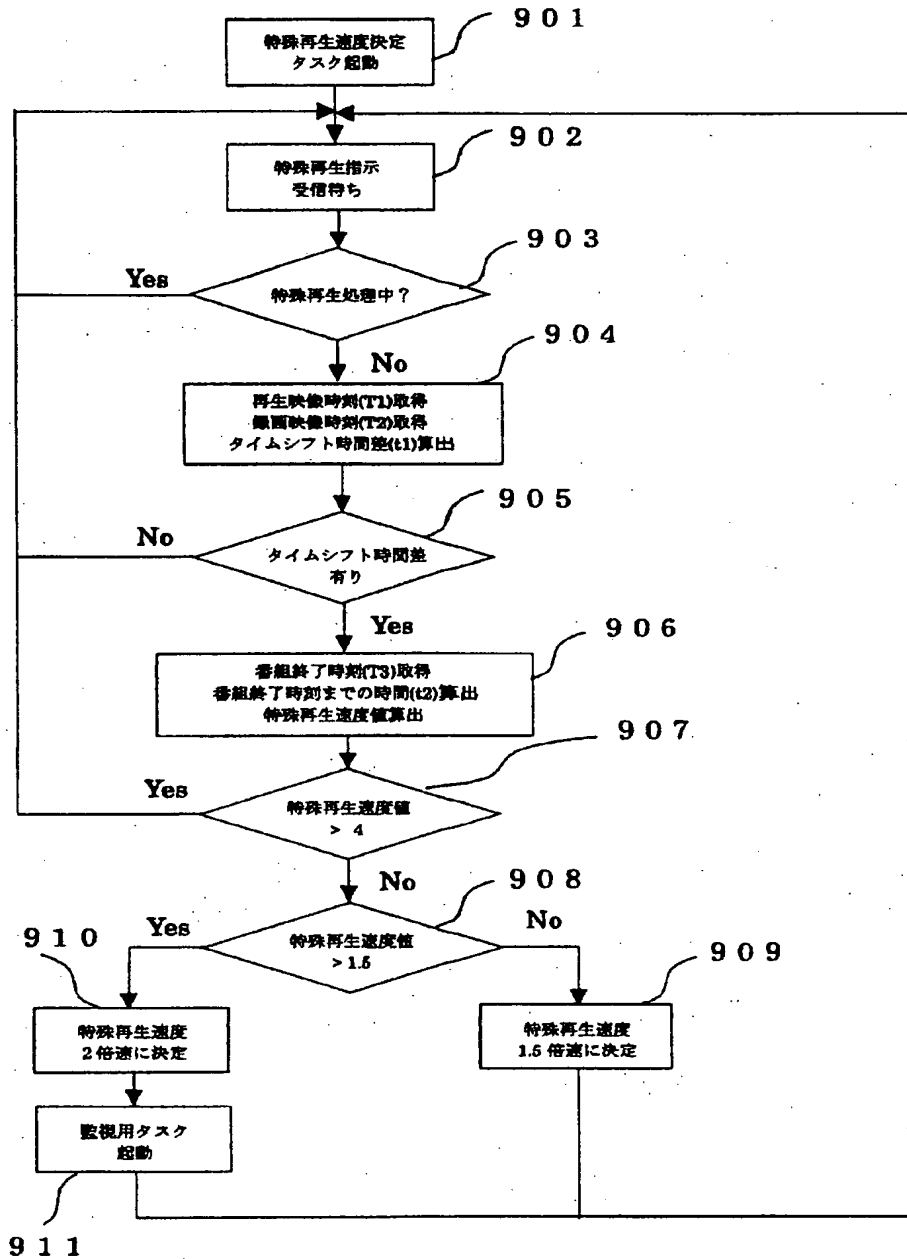 901
特殊再生速度決定
タスク起動
902
特殊再生指示
受信待ち
903
Yes
特殊再生処理中?
No
904
再生映像時刻(T1)取得
録画映像時刻(T2)取得
タイムシフト時間差(t1)算出
905
No
タイムシフト時間差
有り
Yes
906
番組終了時刻(T3)取得
番組終了時刻までの時間(t2)算出
特殊再生速度値算出
907
Yes
特殊再生速度値
> 4
No
908
Yes
特殊再生速度値
>1.5
No
910
909
特殊再生速度
2倍速に決定
特殊再生速度
1.5倍速に決定
監視用タスク
起動
911